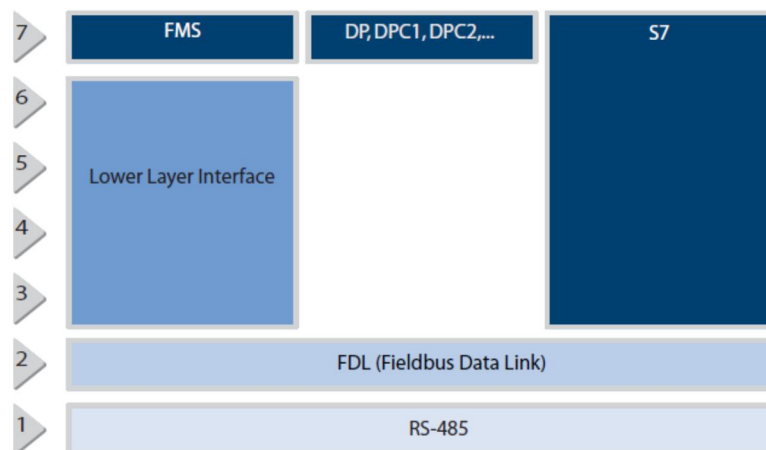 7
FMS
DP, DPC1, DPC2,...
S7
6
5
Lower Layer Interface
4
3
2
FDL (Fieldbus Data Link)
1
RS-485